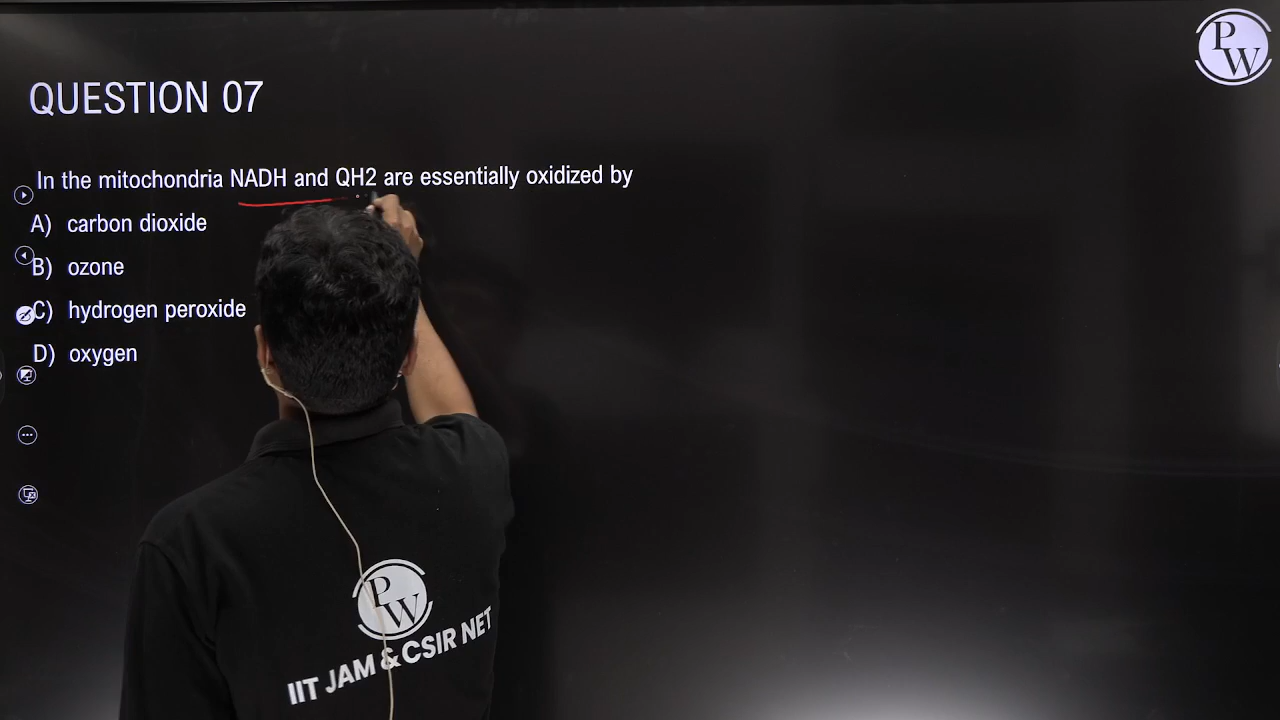 PW
QUESTION 07
In the mitochondria NADH and QH2 are essentially oxidized by
A) carbon dioxide
B) ozone
C) hydrogen peroxide
D) oxygen
PW
IIT JAM & CSIR NET